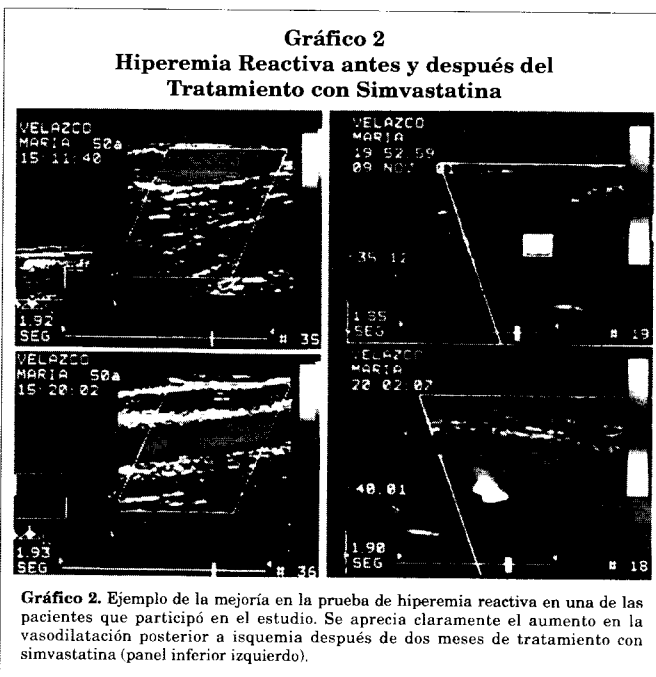 Gráfico 2
Hiperemia Reactiva antes y después del
Tratamiento con Simvastatina
VELAZCO
MARIA 50a
15:11:40
1.92
SEG
# 35
VELAZCO
MARIA
19 52 59
09 NOV
35 12
1.95
SEG
# 19
VELAZCO
MARIA 50a
15:20:02
1.93
SEG
# 36
VELAZCO
MARIA
20 02 07
40.01
1.90
SEG
# 18
Gráfico 2. Ejemplo de la mejoría en la prueba de hiperemia reactiva en una de las
pacientes que participó en el estudio. Se aprecia claramente el aumento en la
vasodilatación posterior a isquemia después de dos meses de tratamiento con
simvastatina (panel inferior izquierdo).